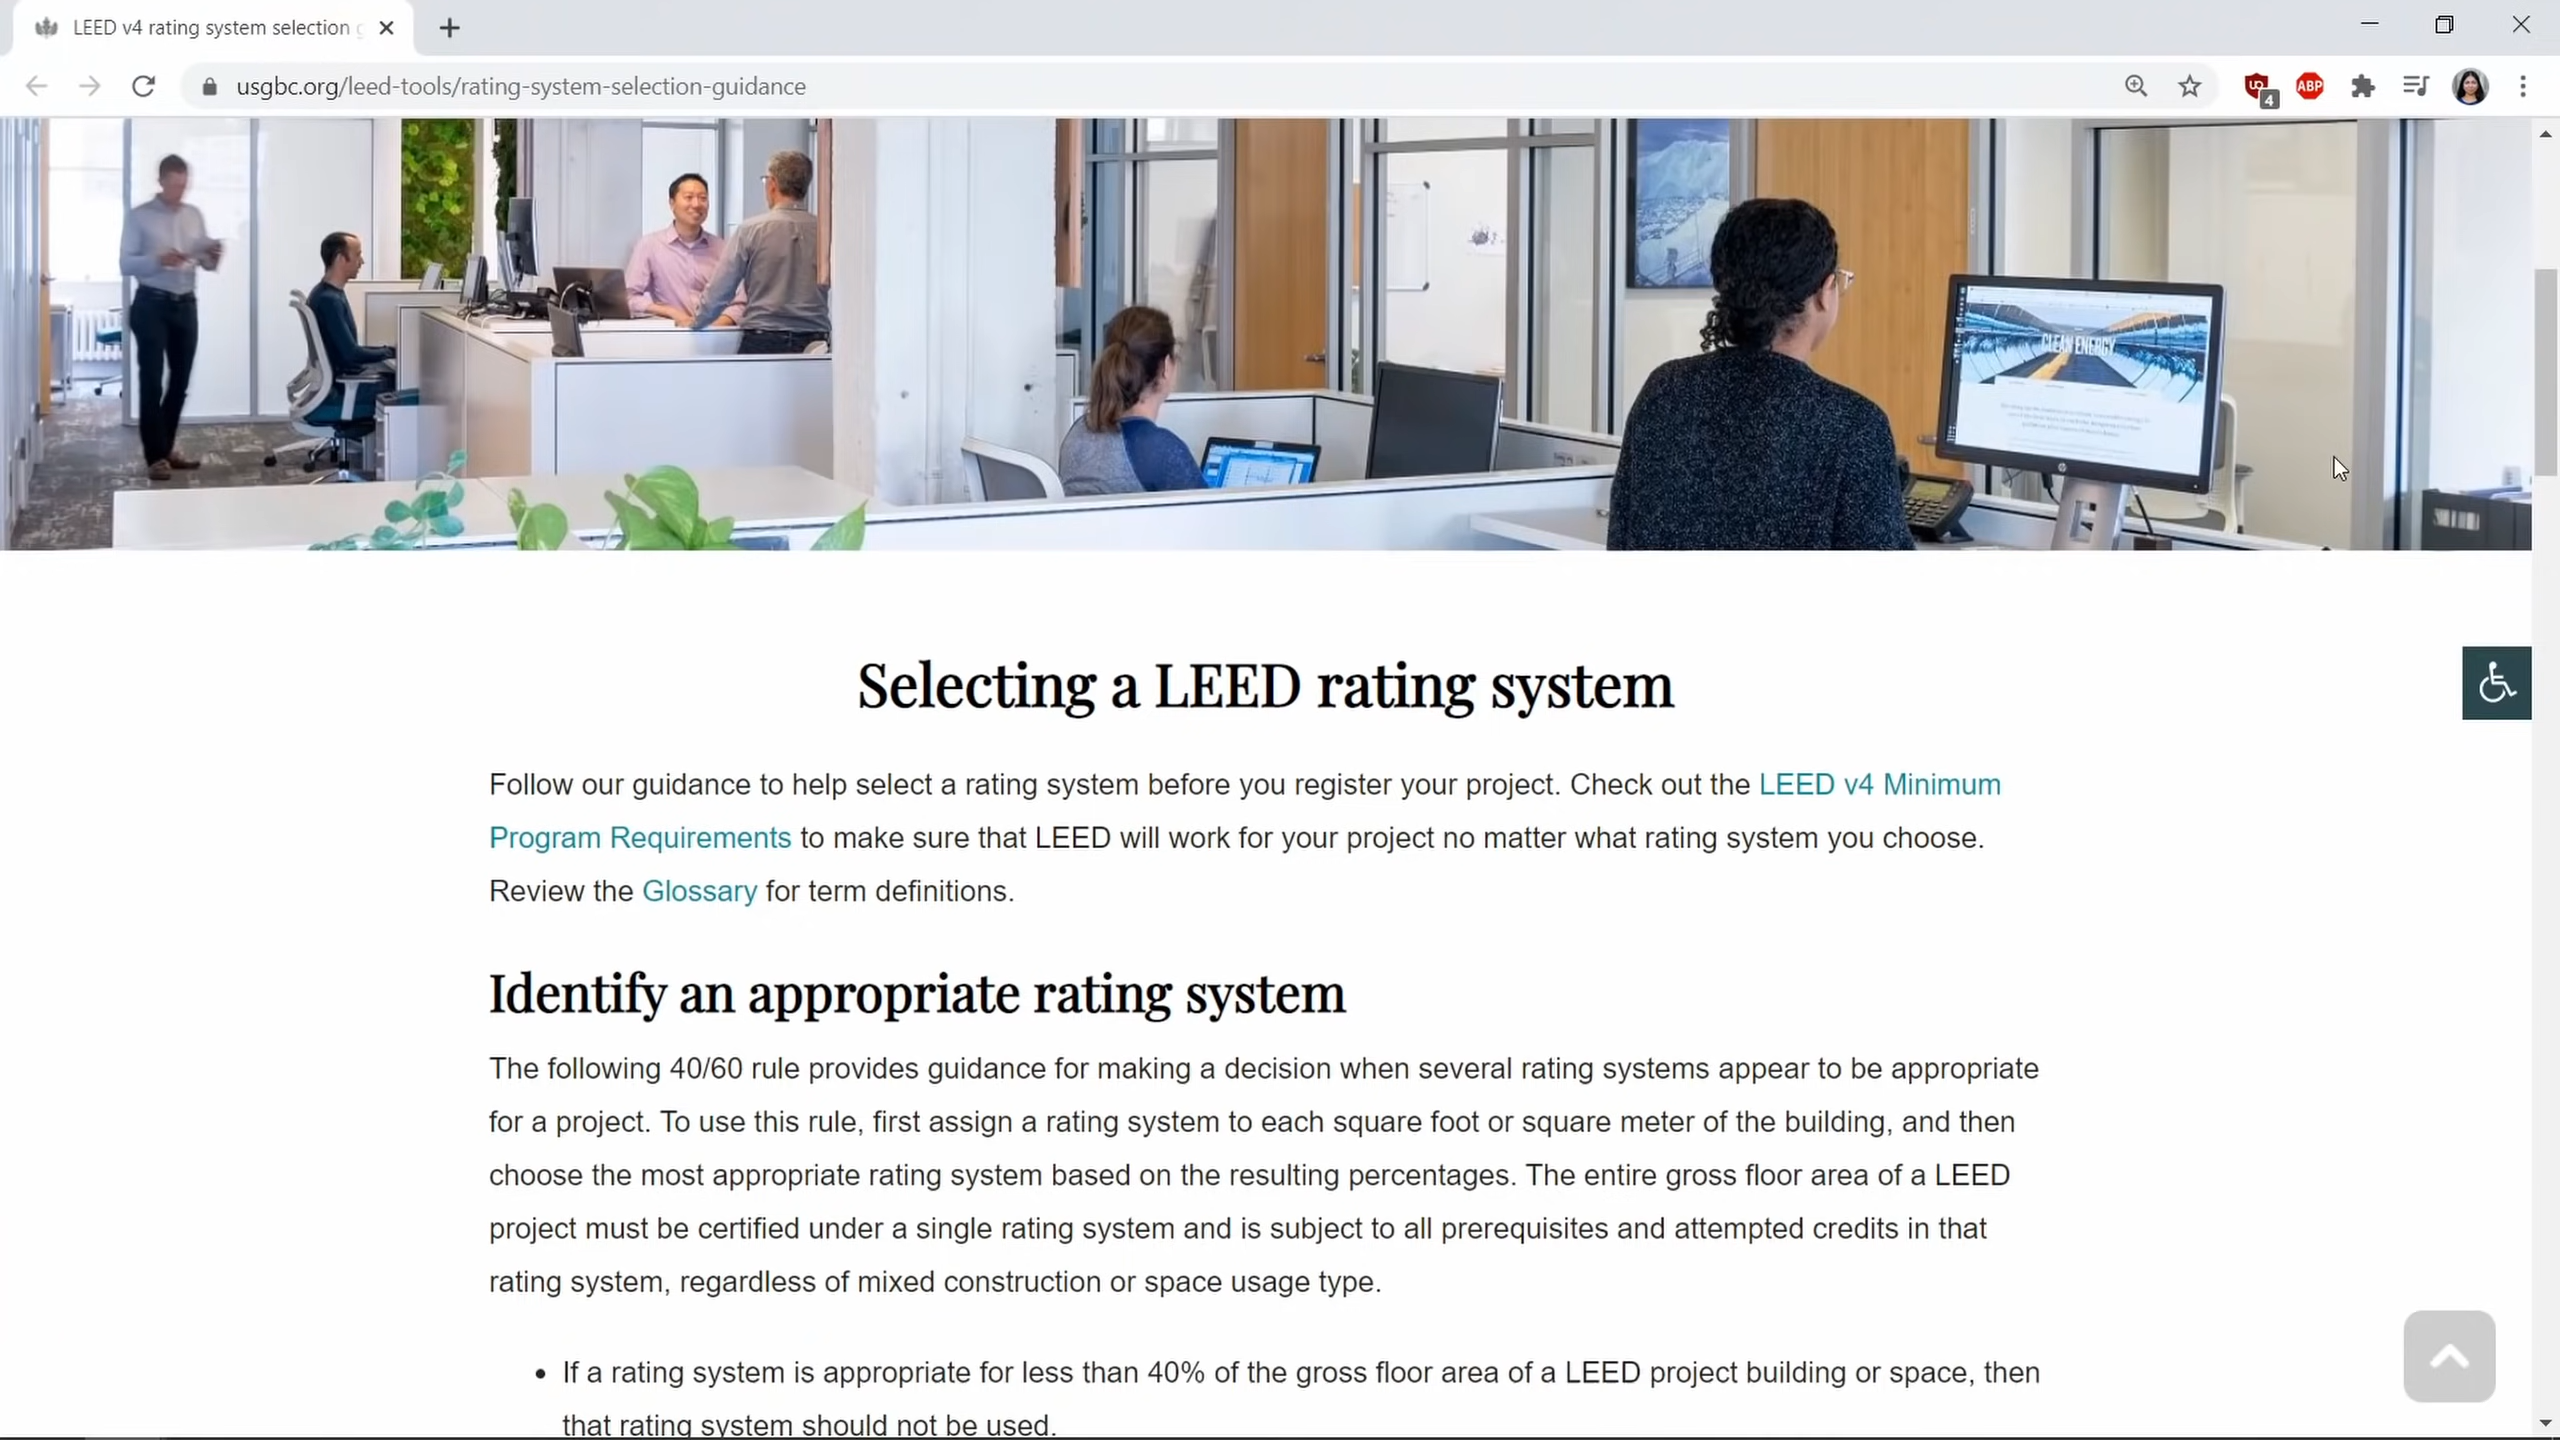 LEED v4 rating system selection
usgbc.org/leed-tools/rating-system-selection-guidance
4
ABP
CLEAN ENERGY
Selecting a LEED rating system
Follow our guidance to help select a rating system before you register your project. Check out the LEED v4 Minimum
Program Requirements to make sure that LEED will work for your project no matter what rating system you choose.
Review the Glossary for term definitions.
Identify an appropriate rating system
The following 40/60 rule provides guidance for making a decision when several rating systems appear to be appropriate
for a project. To use this rule, first assign a rating system to each square foot or square meter of the building, and then
choose the most appropriate rating system based on the resulting percentages. The entire gross floor area of a LEED
project must be certified under a single rating system and is subject to all prerequisites and attempted credits in that
rating system, regardless of mixed construction or space usage type.
• If a rating system is appropriate for less than 40% of the gross floor area of a LEED project building or space, then
that rating system should not be used.